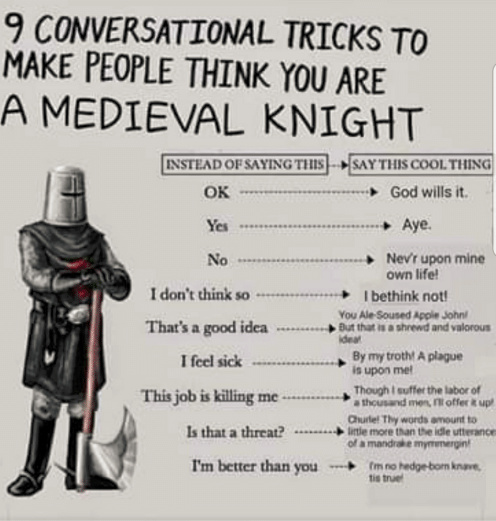 9 CONVERSATIONAL TRICKS TO
MAKE PEOPLE THINK YOU ARE
A MEDIEVAL KNIGHT
INSTEAD OF SAYING THIS SAY THIS COOL THING
OK God wills it.
Yes Aye.
No Nev'r upon mine
own life!
I don't think so I bethink not!
That's a good idea You Ale-Soused Apple John!
But that is a shrewd and valorous
idea!
I feel sick By my troth! A plague
is upon me!
This job is killing me Though I suffer the labor of
a thousand men, I'll offer it up!
Is that a threat? Churle! Thy words amount to
little more than the idle utterance
of a mandrake mymmergin!
I'm better than you I'm no hedge-born knave,
tis true!